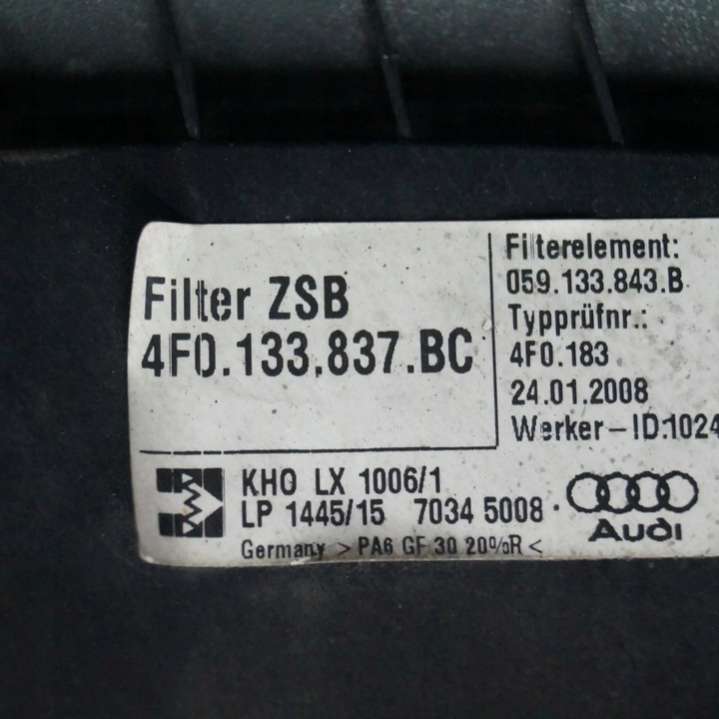 Filter ZSB
4F0.133.837.BC
Filterelement:
059.133.843.B
Typprüfnr.:
4F0.183
24.01.2008
Werker-ID:1024
KHO LX 1006/1
LP 1445/15 7034 5008.
Germany > PA6 GF 30 20%R <
Audi